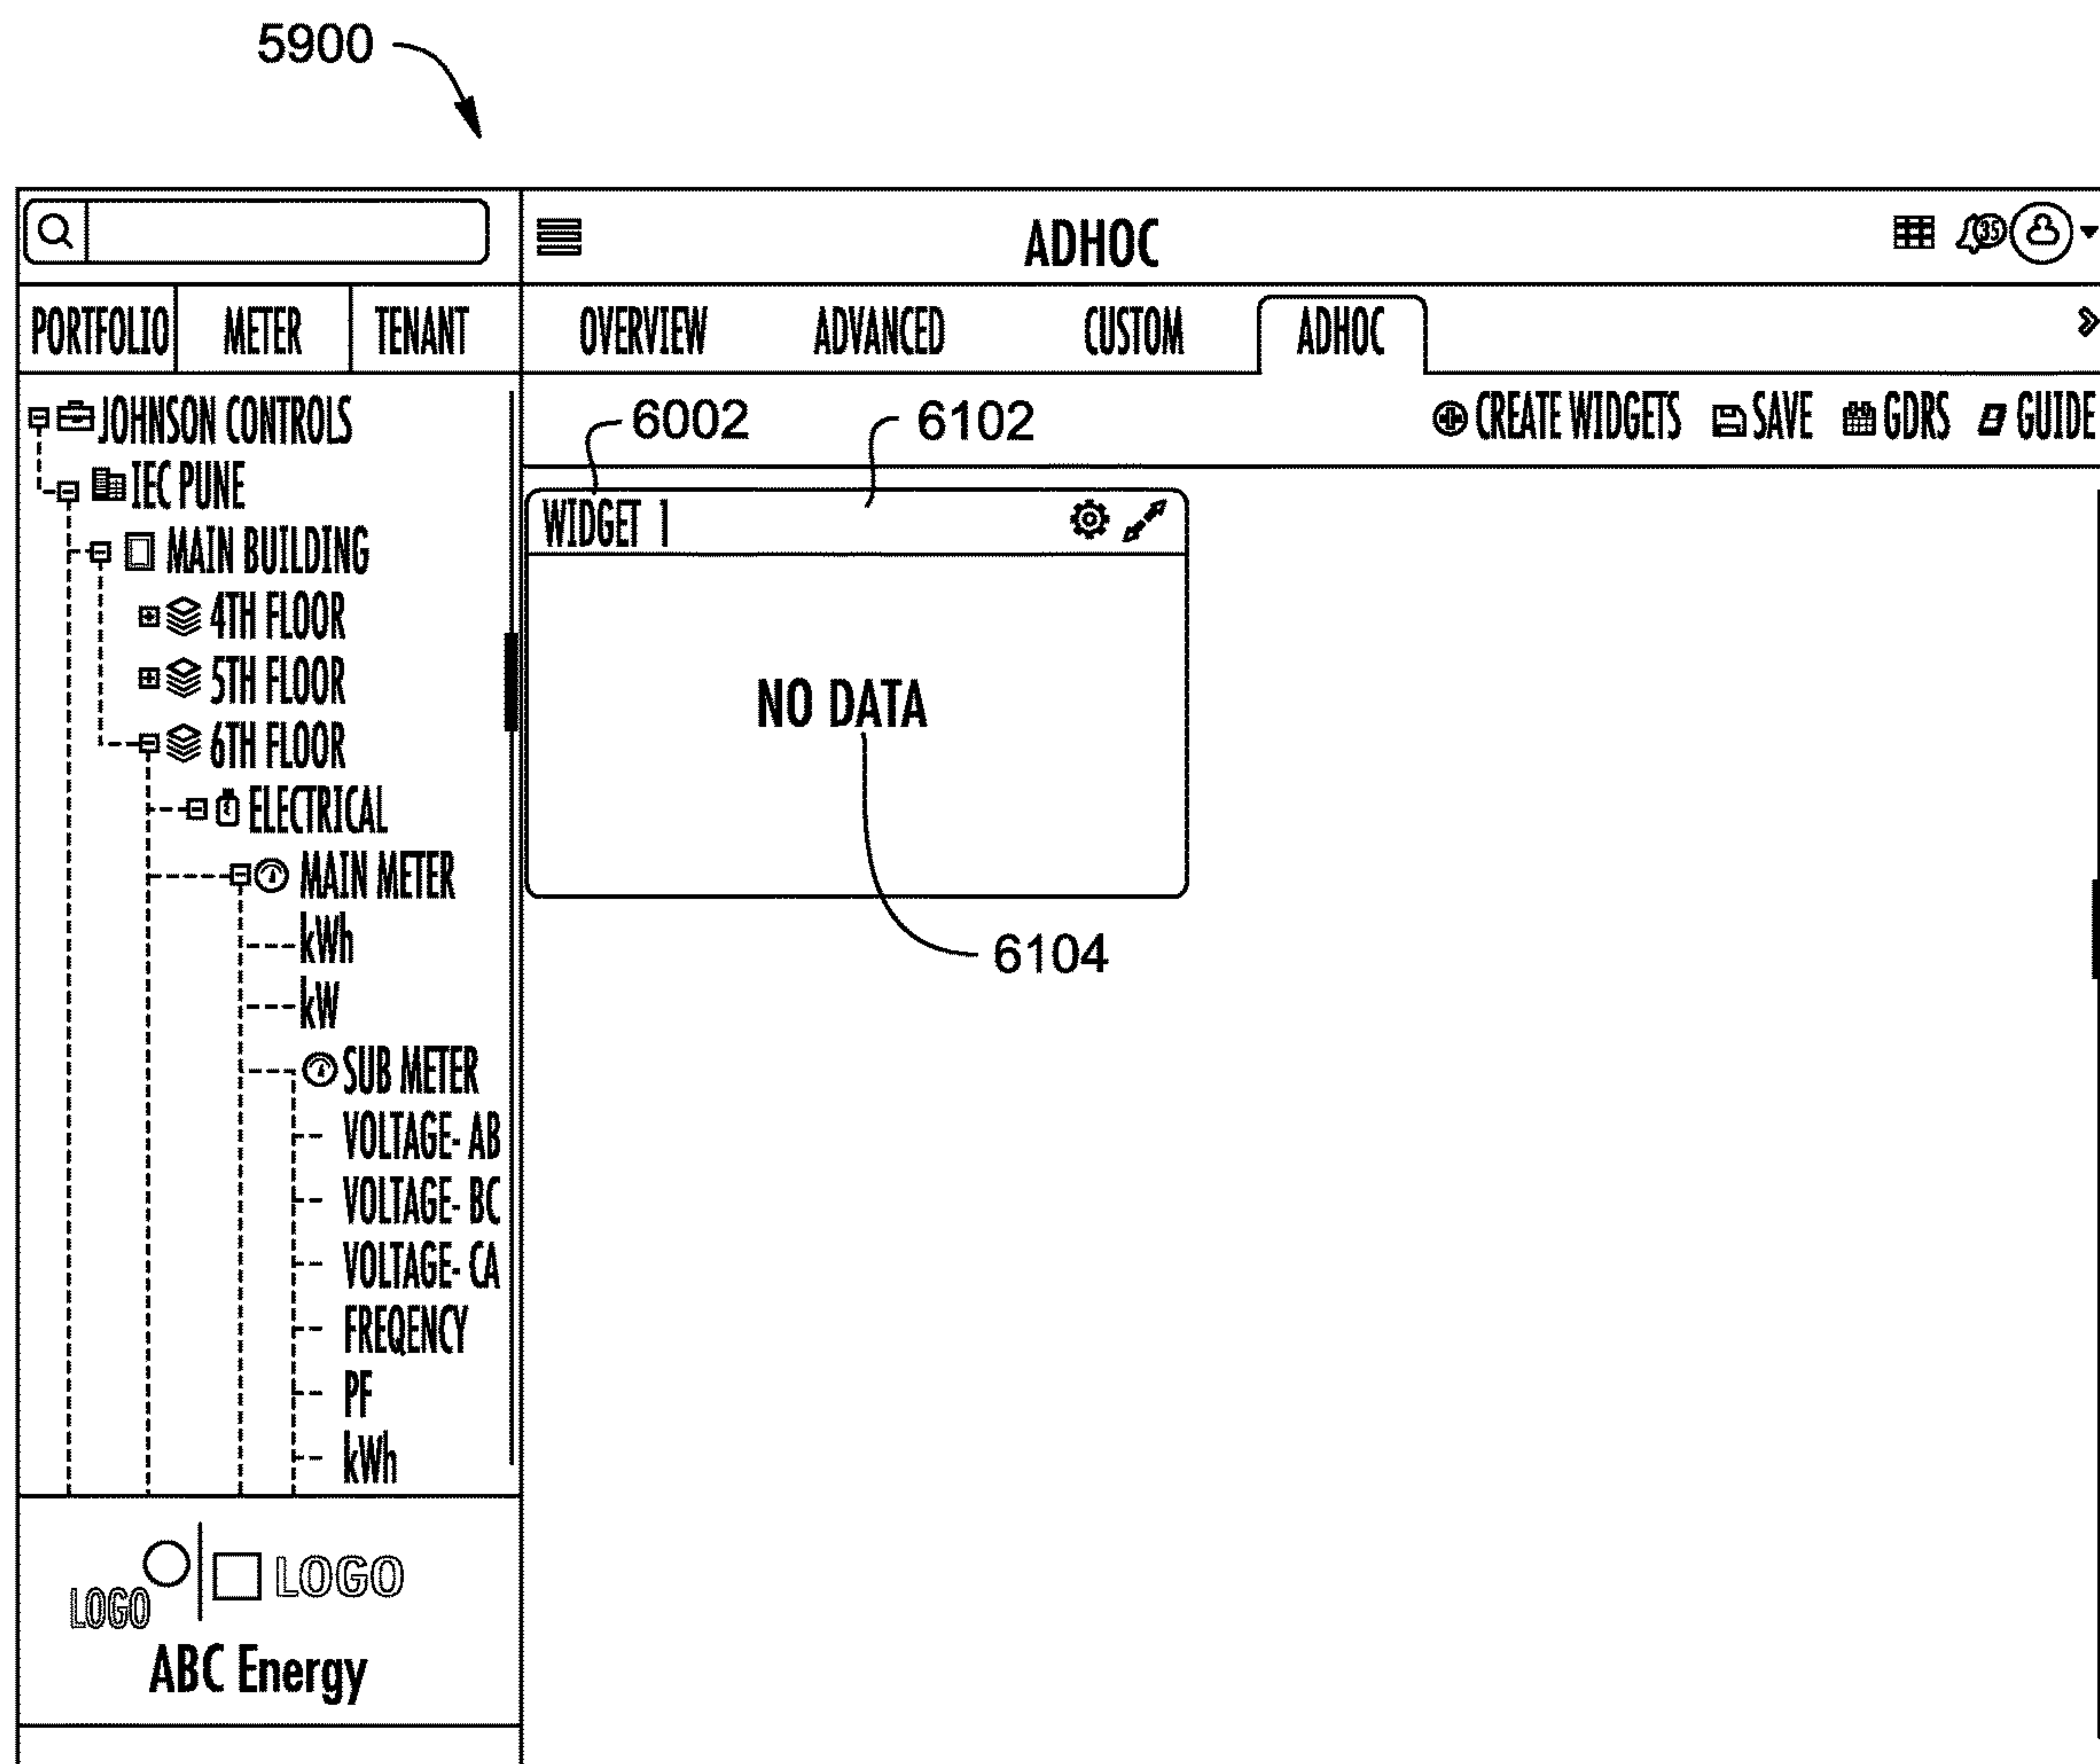 5900
35
ADHOC
PORTFOLIO METER TENANT
OVERVIEW ADVANCED CUSTOM ADHOC
CREATE WIDGETS SAVE GDRS GUIDE
JOHNSON CONTROLS
IEC PUNE
MAIN BUILDING
4TH FLOOR
5TH FLOOR
6TH FLOOR
ELECTRICAL
MAIN METER
kWh
kW
SUB METER
VOLTAGE- AB
VOLTAGE- BC
VOLTAGE- CA
FREQENCY
PF
kWh
6002
6102
WIDGET 1
NO DATA
6104
LOGO
LOGO
ABC Energy